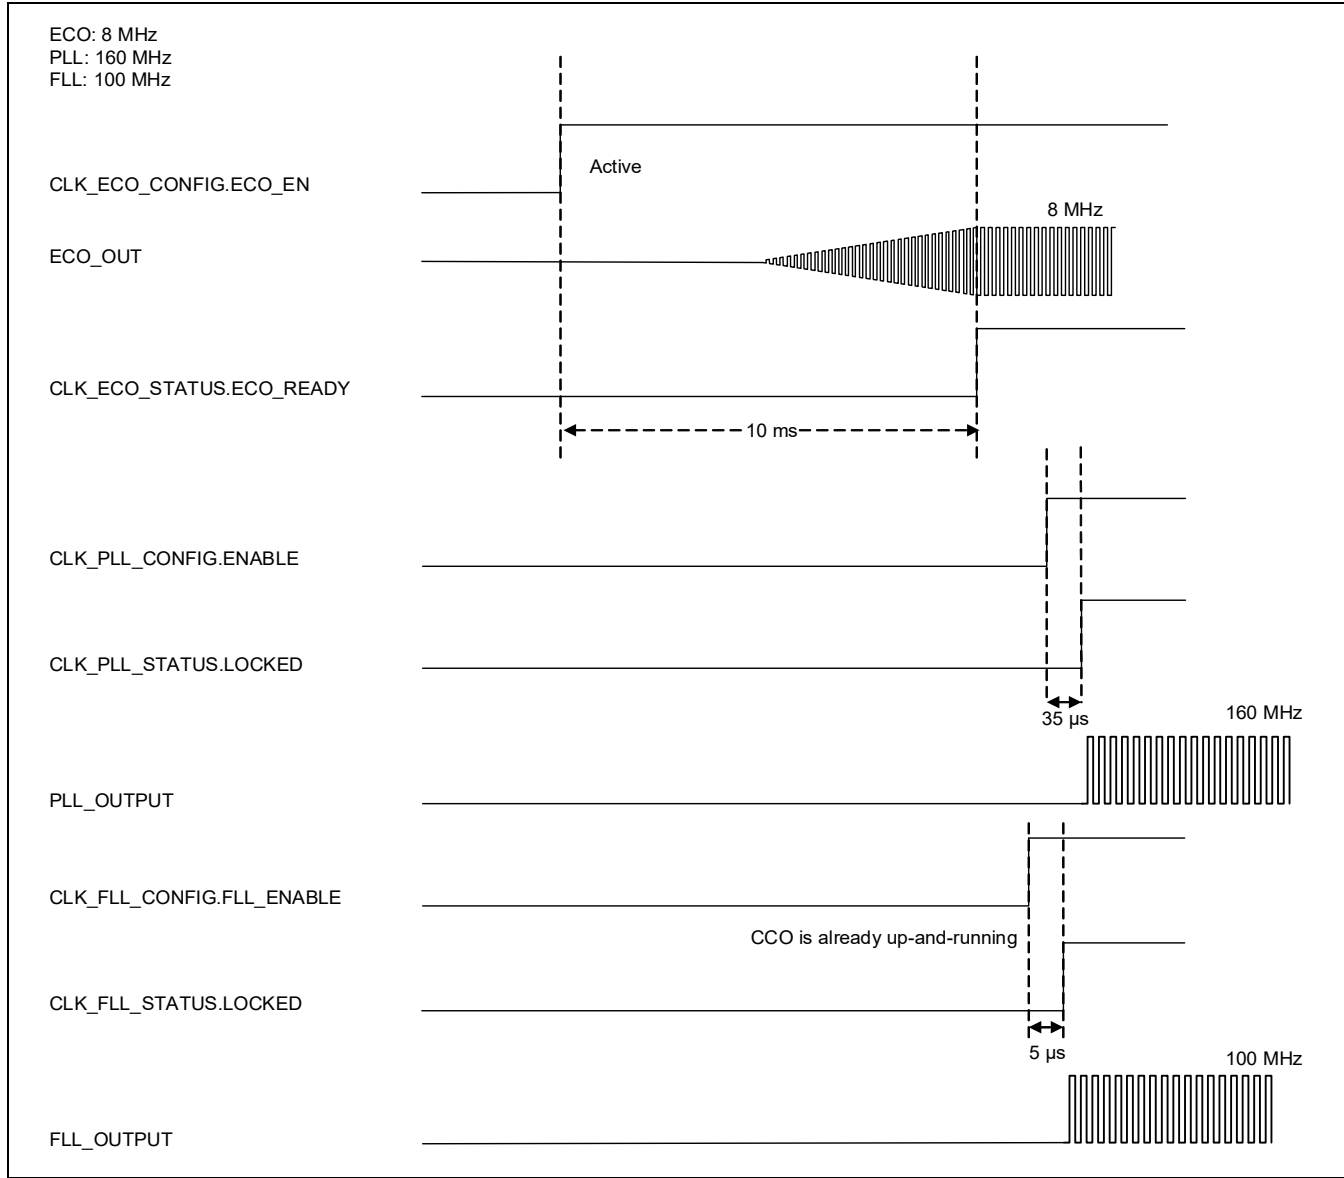 ECO: 8 MHz
PLL: 160 MHz
FLL: 100 MHz
Active
CLK_ECO_CONFIG.ECO_EN
8 MHz
ECO_OUT
CLK_ECO_STATUS.ECO_READY
10 ms
CLK_PLL_CONFIG.ENABLE
CLK_PLL_STATUS.LOCKED
35 µs
160 MHz
PLL_OUTPUT
CLK_FLL_CONFIG.FLL_ENABLE
CCO is already up-and-running
CLK_FLL_STATUS.LOCKED
5 µs
100 MHz
FLL_OUTPUT